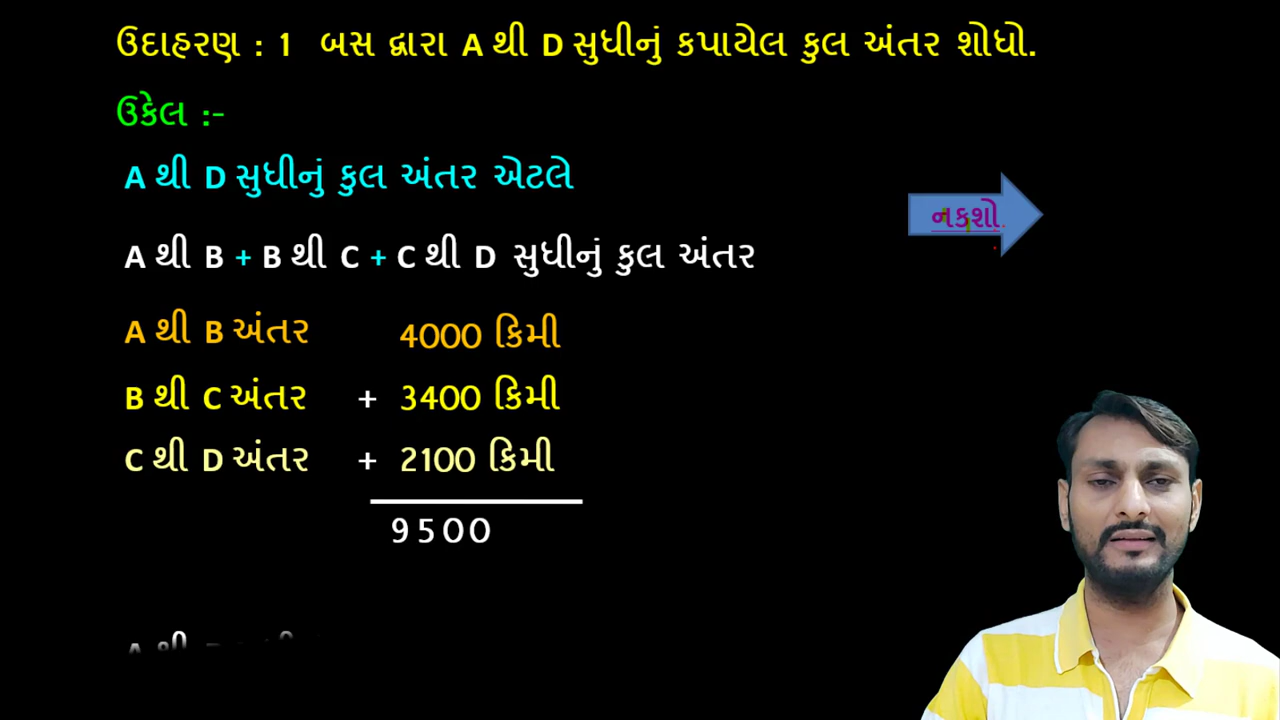 ઉદાહરણ : 1 બસ દ્વારા A થી D સુધીનું કપાયેલ કુલ અંતર શોધો.
ઉકેલ :-
A થી D સુધીનું કુલ અંતર એટલે
નકશો
A થી B + B થી C + C થી D સુધીનું કુલ અંતર
A થી B અંતર 4000 કિમી
B થી C અંતર + 3400 કિમી
C થી D અંતર + 2100 કિમી
9500